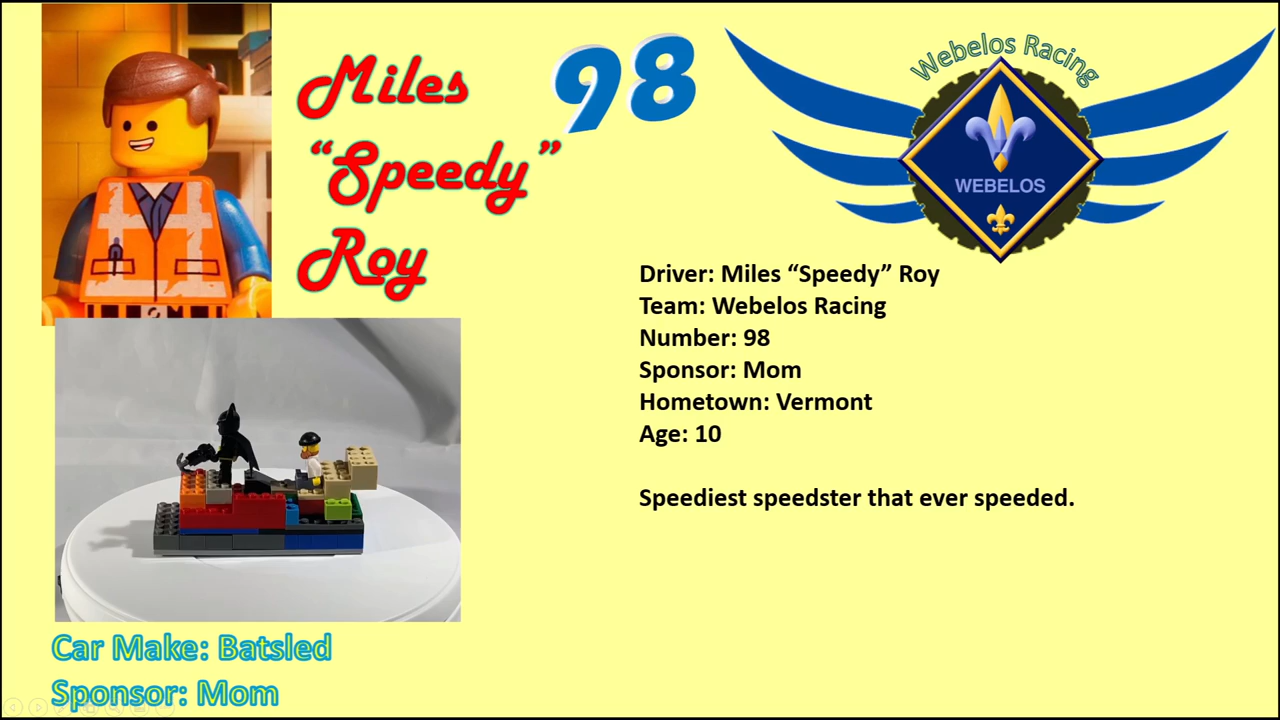 Miles
“Speedy”
Roy
98
Webelos Racing
WEBELOS
Driver: Miles “Speedy” Roy
Team: Webelos Racing
Number: 98
Sponsor: Mom
Hometown: Vermont
Age: 10
Speediest speedster that ever speeded.
Car Make: Batsled
Sponsor: Mom